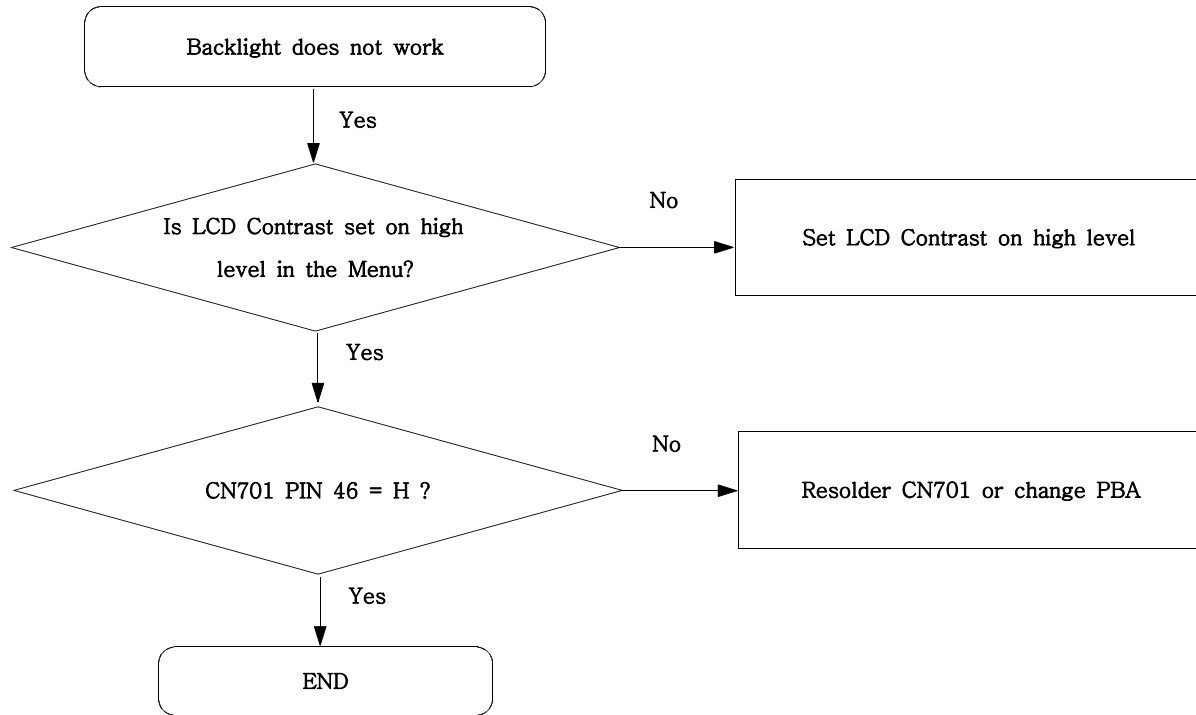 Backlight does not work
Yes
Is LCD Contrast set on high
level in the Menu?
No
Set LCD Contrast on high level
Yes
CN701 PIN 46 = H ?
No
Resolder CN701 or change PBA
Yes
END